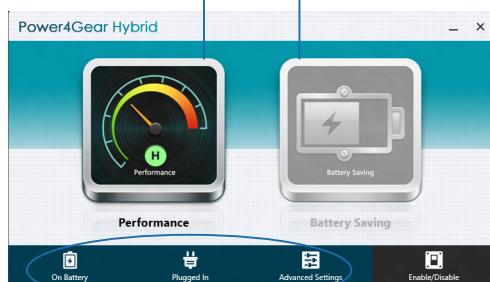 Power4Gear Hybrid
H
Performance
Battery Saving
Performance
Battery Saving
On Battery
Plugged In
Advanced Settings
Enable/Disable